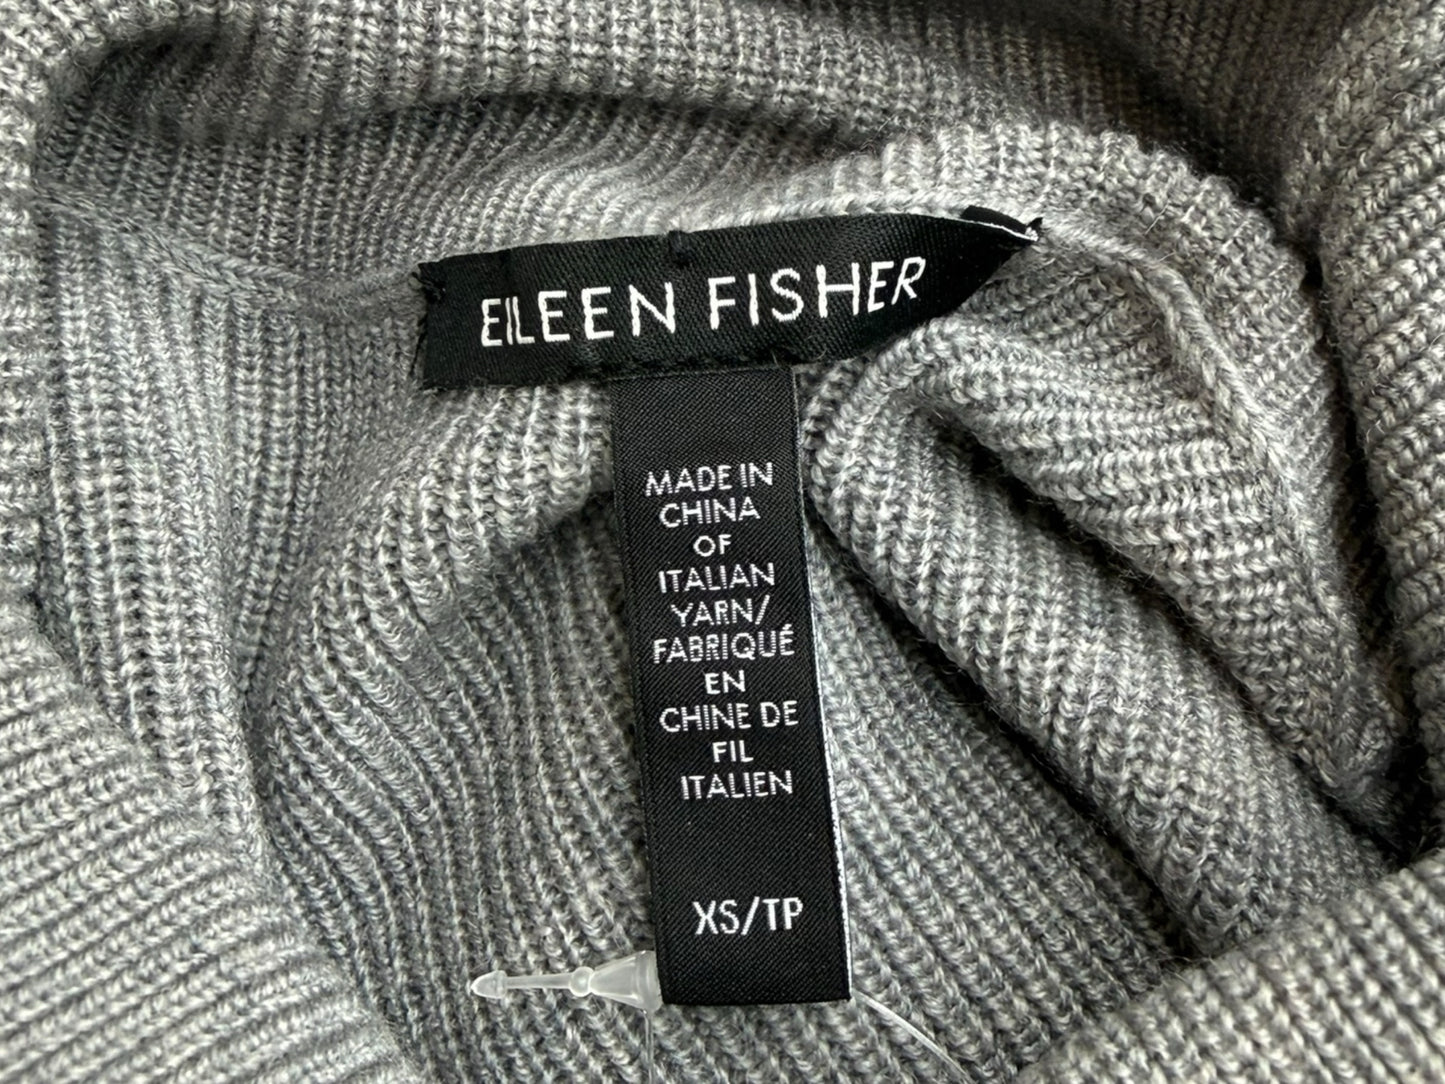 EILEEN FISHER
MADE IN
CHINA
OF
ITALIAN
YARN/
FABRIQUÉ
EN
CHINE DE
FIL
ITALIEN
XS/TP